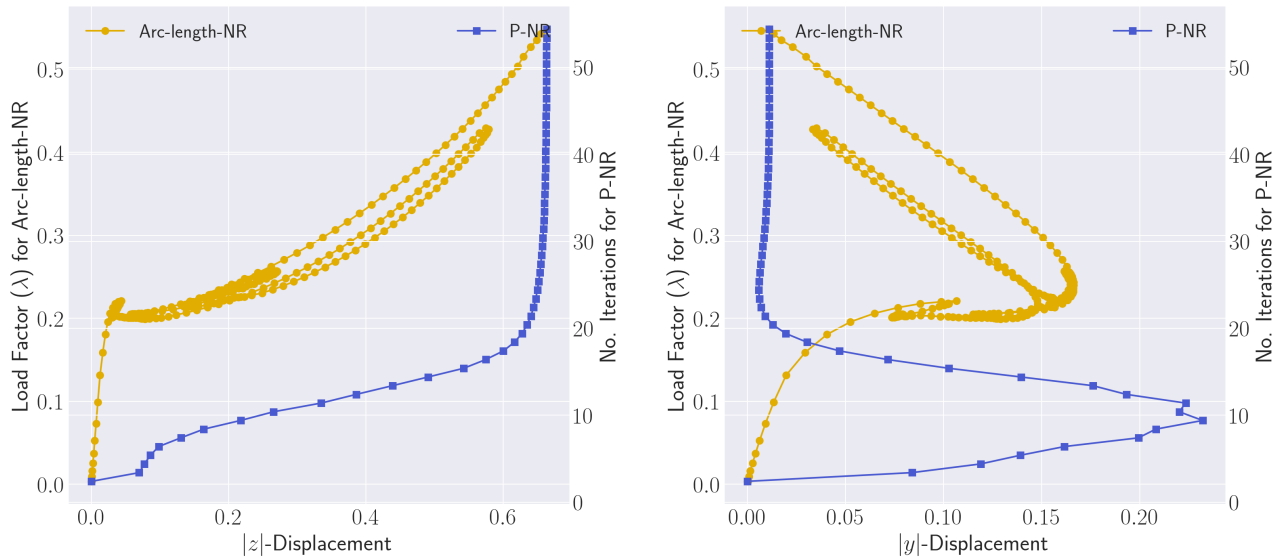 Arc-length-NR
P-NR
Load Factor (λ) for Arc-length-NR
0.5
0.4
0.3
0.2
0.1
0.0
No. Iterations for P-NR
50
40
30
20
10
0
0.0 0.2 0.4 0.6
|z|-Displacement
Arc-length-NR
P-NR
Load Factor (λ) for Arc-length-NR
0.5
0.4
0.3
0.2
0.1
0.0
No. Iterations for P-NR
50
40
30
20
10
0
0.00 0.05 0.10 0.15 0.20
|y|-Displacement